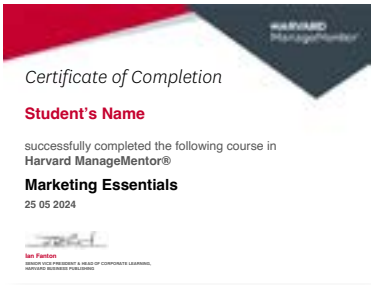 HARVARD
ManageMentor
Certificate of Completion
Student's Name
successfully completed the following course in
Harvard ManageMentor®
Marketing Essentials
25 05 2024
Ian Fanton
SENIOR VICE PRESIDENT & HEAD OF CORPORATE LEARNING,
HARVARD BUSINESS PUBLISHING